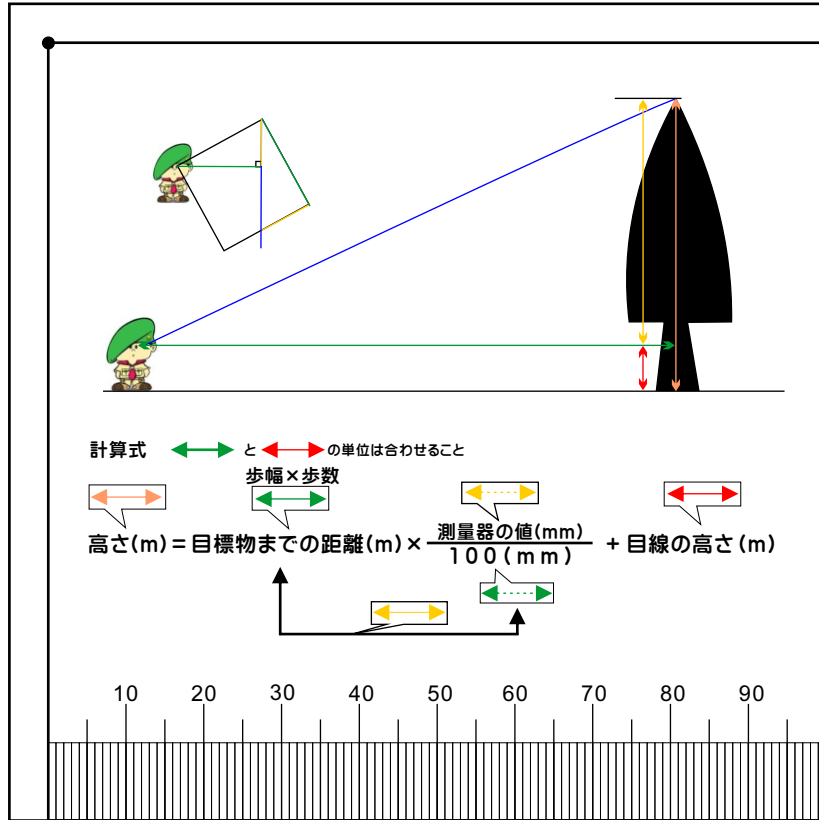 計算式 と の単位は合わせること
歩幅×歩数
高さ(m)=目標物までの距離(m)×測量器の値(mm)/100(mm)+目線の高さ(m)
10 20 30 40 50 60 70 80 90